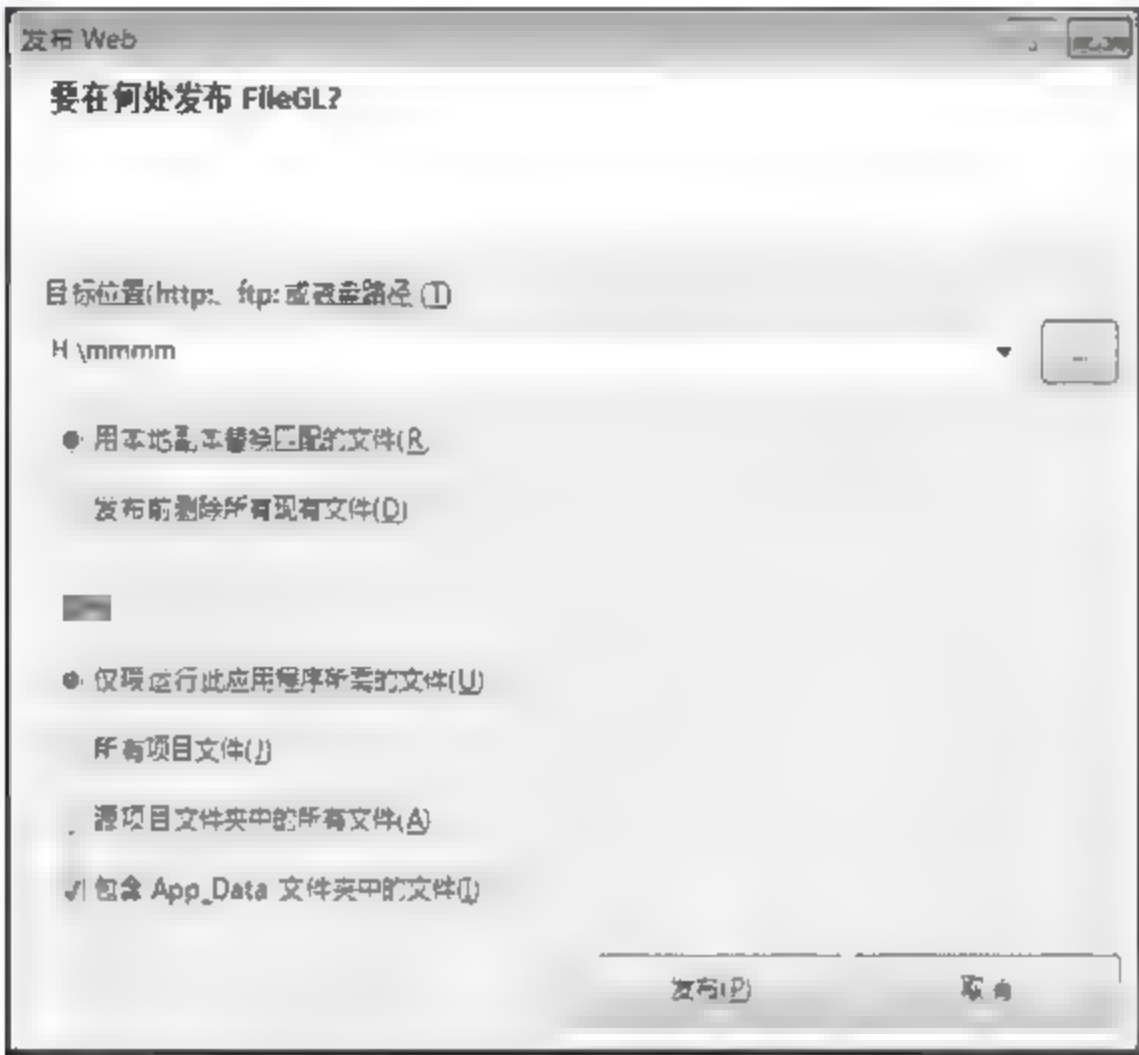 发布 Web
要在何处发布 FileGL?
目标位置(http:、ftp: 或磁盘路径 (T)
H \mmmm
...
用本地副本替换匹配的文件(R
发布前删除所有现有文件(D)
仅限运行此应用程序所需的文件(U)
所有项目文件(J)
源项目文件夹中的所有文件(A)
包含 App_Data 文件夹中的文件(I)
发布(P)
取消